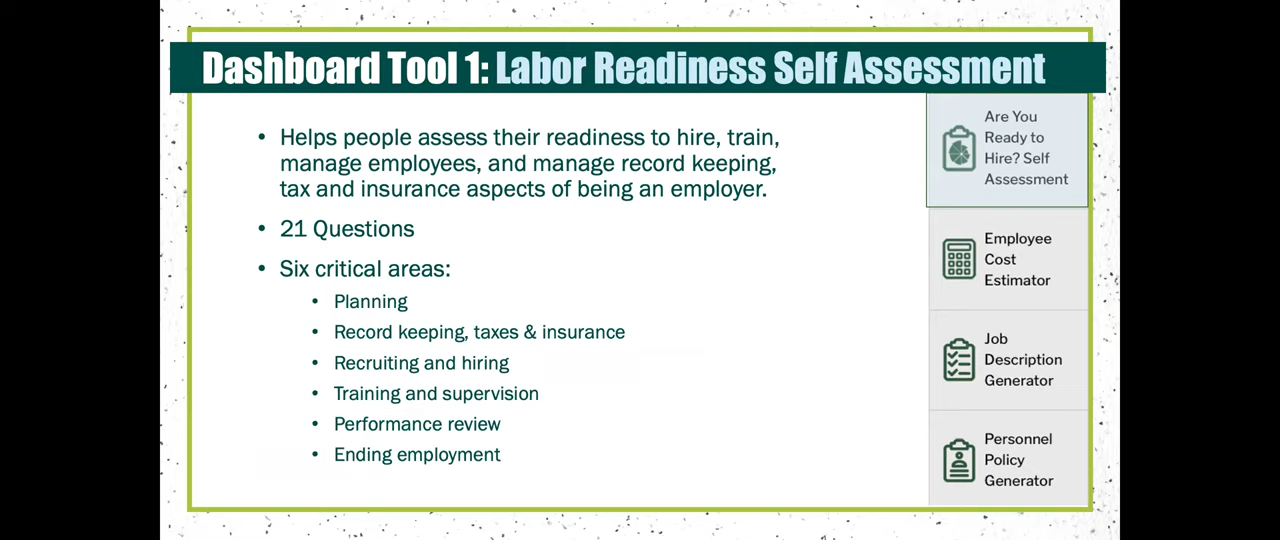 Dashboard Tool 1: Labor Readiness Self Assessment
• Helps people assess their readiness to hire, train,
manage employees, and manage record keeping,
tax and insurance aspects of being an employer.
• 21 Questions
• Six critical areas:
• Planning
• Record keeping, taxes & insurance
• Recruiting and hiring
• Training and supervision
• Performance review
• Ending employment
Are You
Ready to
Hire? Self
Assessment
Employee
Cost
Estimator
Job
Description
Generator
Personnel
Policy
Generator